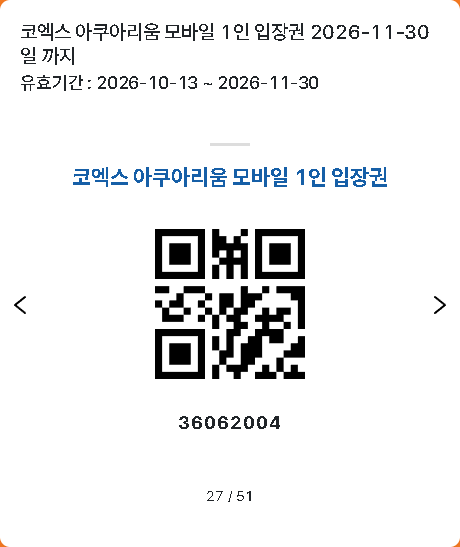 코엑스 아쿠아리움 모바일 1인 입장권 2026-11-30
일 까지
유효기간 : 2026-10-13 ~ 2026-11-30
코엑스 아쿠아리움 모바일 1인 입장권
36062004
27 / 51